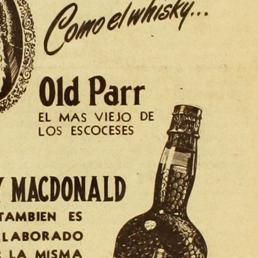 Como el whisky...
Old Parr
EL MAS VIEJO DE
LOS ESCOCESES
Y MACDONALD
TAMBIEN ES
LABORADO
LA MISMA